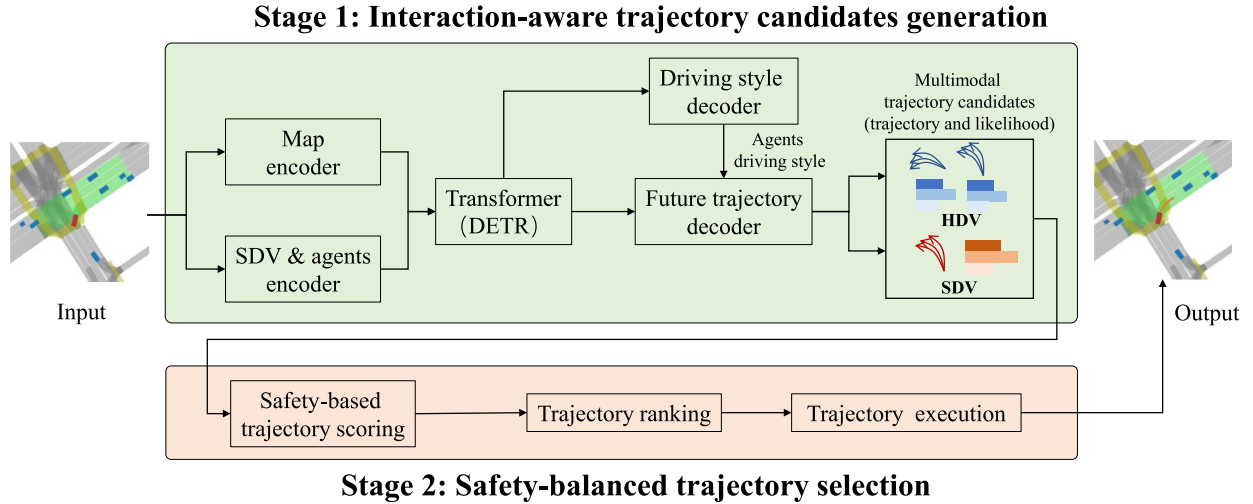 Stage 1: Interaction-aware trajectory candidates generation
Input
Map
encoder
SDV & agents
encoder
Transformer
(DETR)
Driving style
decoder
Agents
driving style
Future trajectory
decoder
Multimodal
trajectory candidates
(trajectory and likelihood)
HDV
SDV
Output
Safety-based
trajectory scoring
Trajectory ranking
Trajectory execution
Stage 2: Safety-balanced trajectory selection